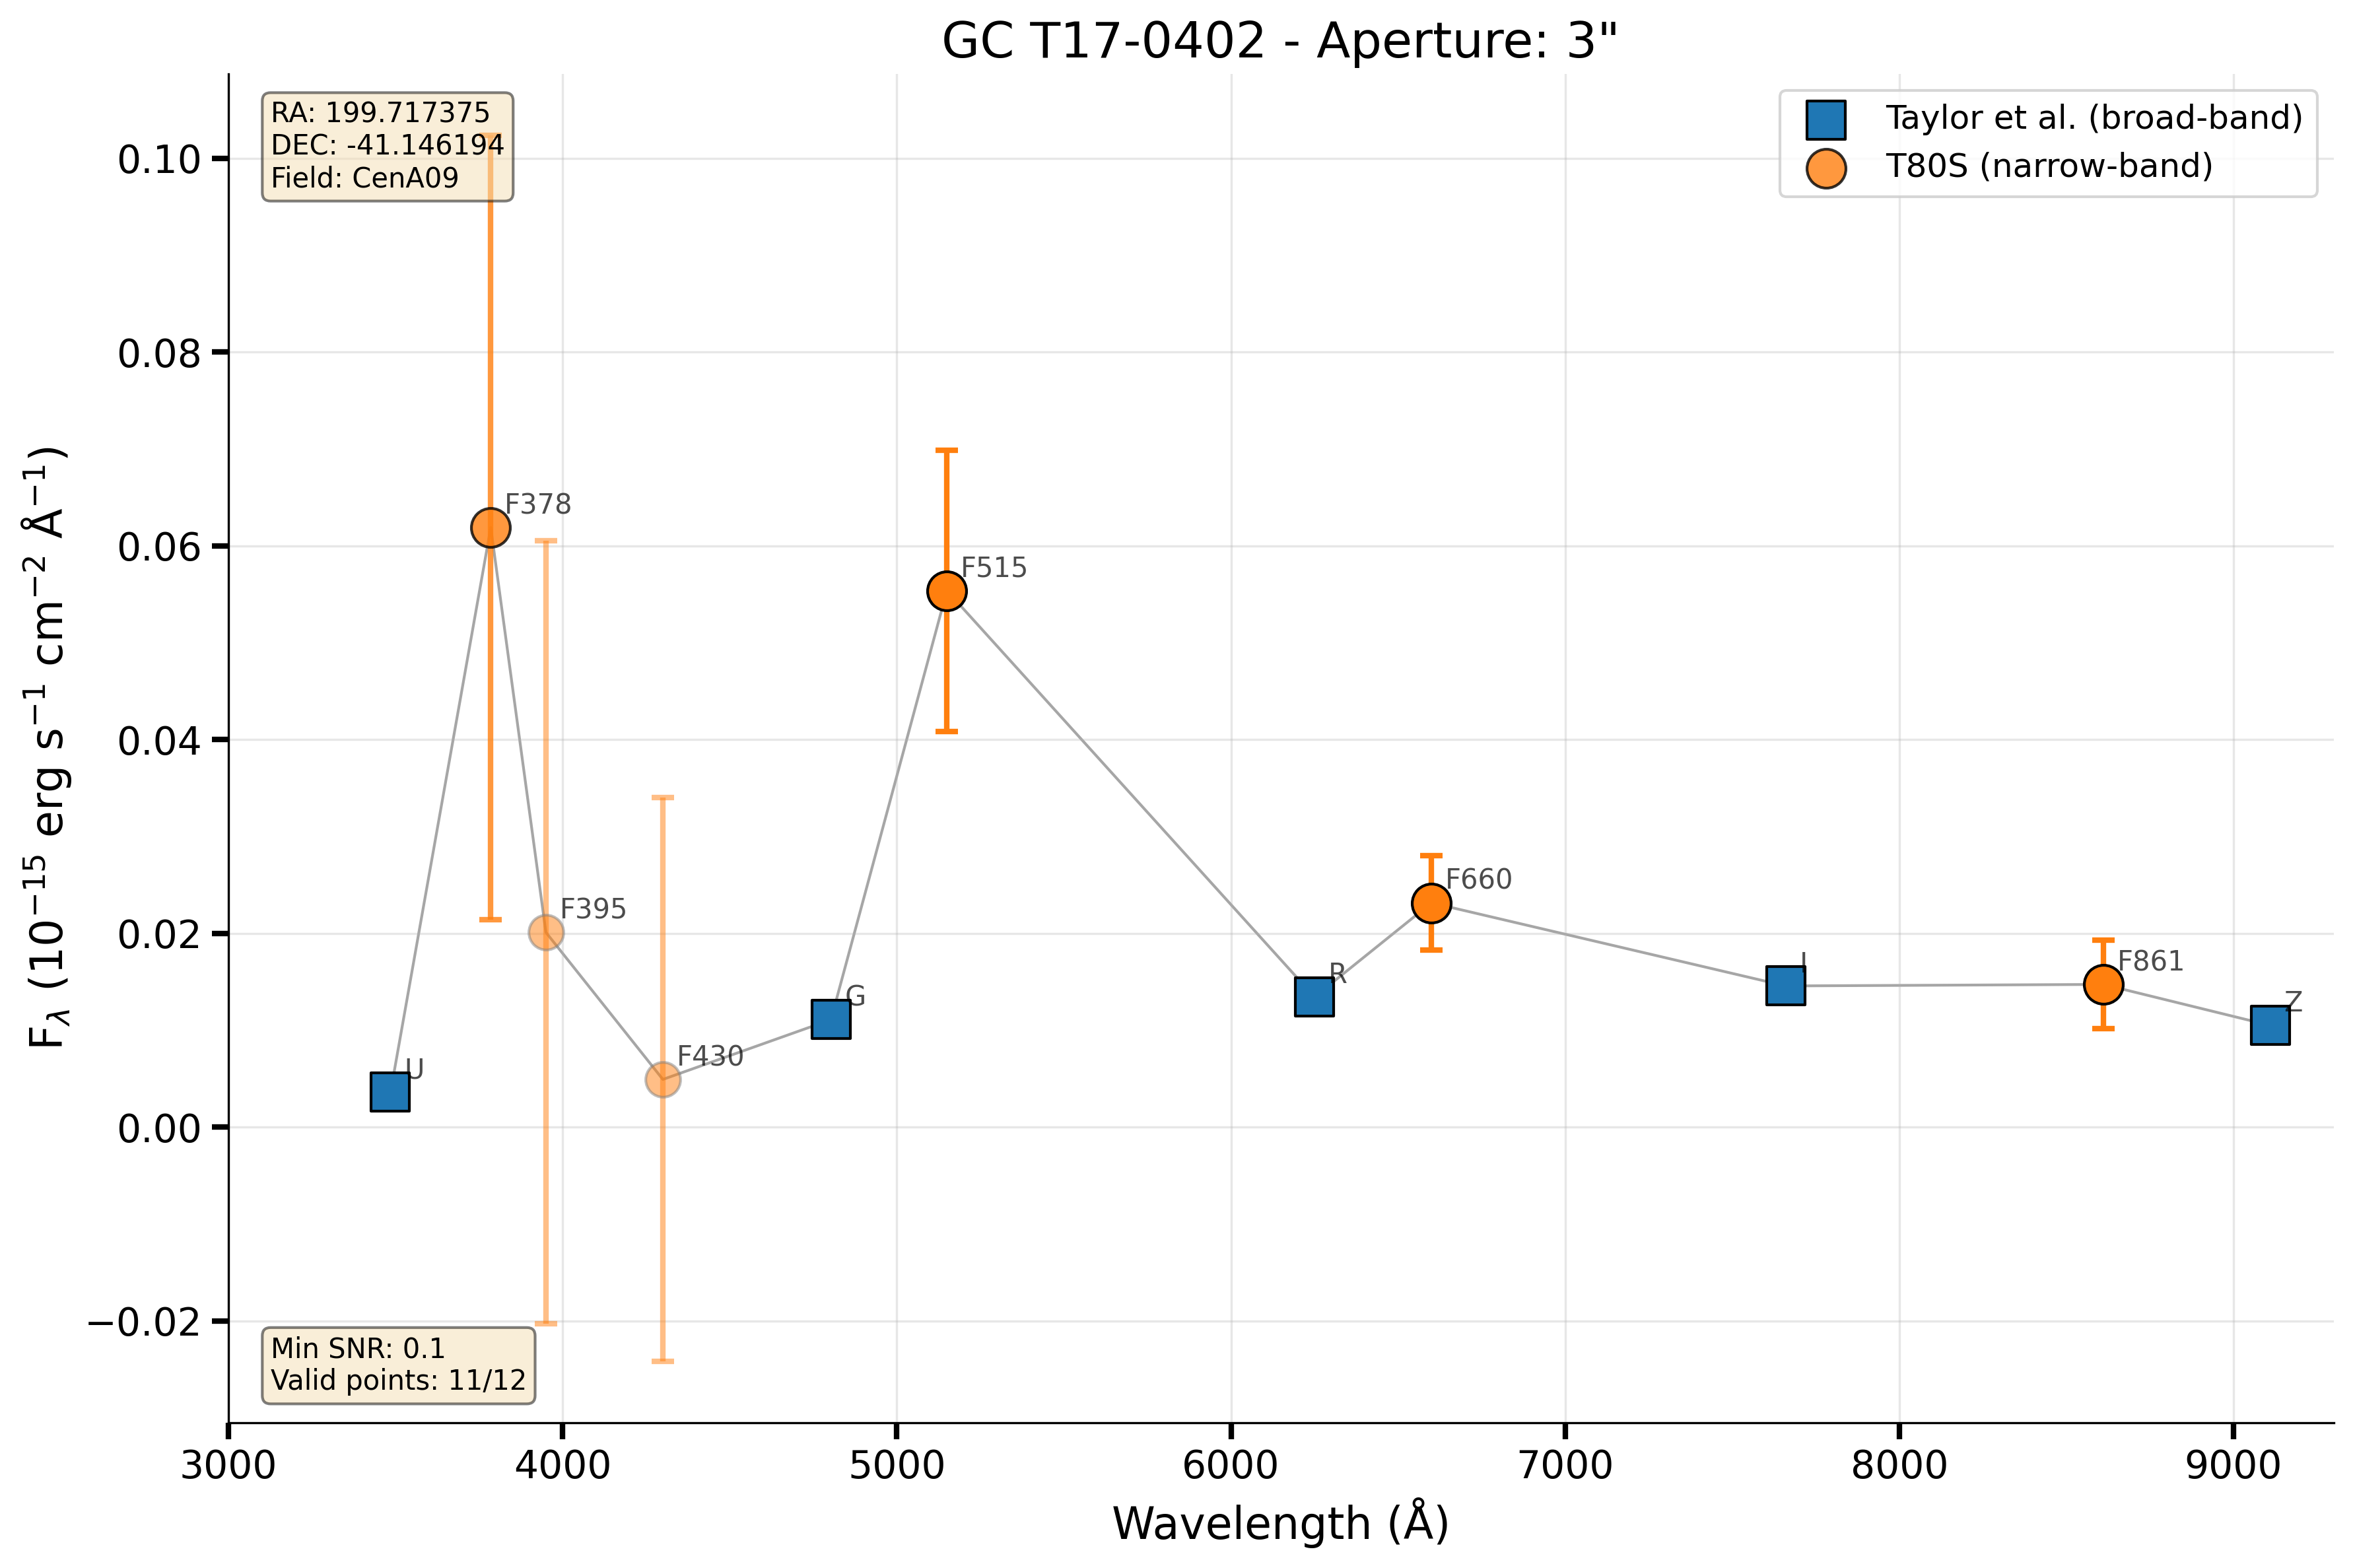 GC T17-0402 - Aperture: 3"
RA: 199.717375
DEC: -41.146194
Field: CenA09
Taylor et al. (broad-band)
T80S (narrow-band)
F_λ (10⁻¹⁵ erg s⁻¹ cm⁻² Å⁻¹)
0.10
0.08
0.06
0.04
0.02
0.00
−0.02
F378
F515
F395
F660
R
I
F861
G
Z
F430
U
Min SNR: 0.1
Valid points: 11/12
3000 4000 5000 6000 7000 8000 9000
Wavelength (Å)